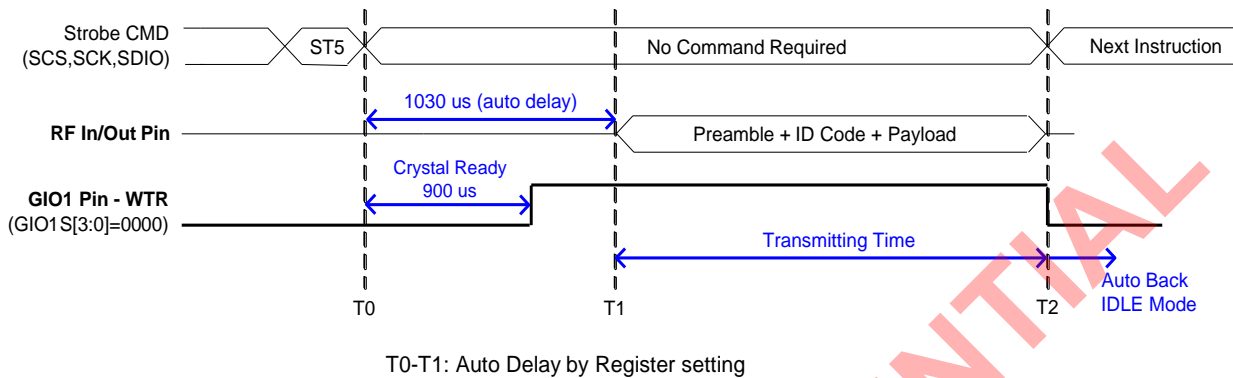 Strobe CMD
(SCS,SCK,SDIO)
ST5
No Command Required
Next Instruction
1030 us (auto delay)
RF In/Out Pin
Preamble + ID Code + Payload
Crystal Ready
900 us
GIO1 Pin - WTR
(GIO1S[3:0]=0000)
Transmitting Time
Auto Back
IDLE Mode
T0
T1
T2
T0-T1: Auto Delay by Register setting
NTIAL